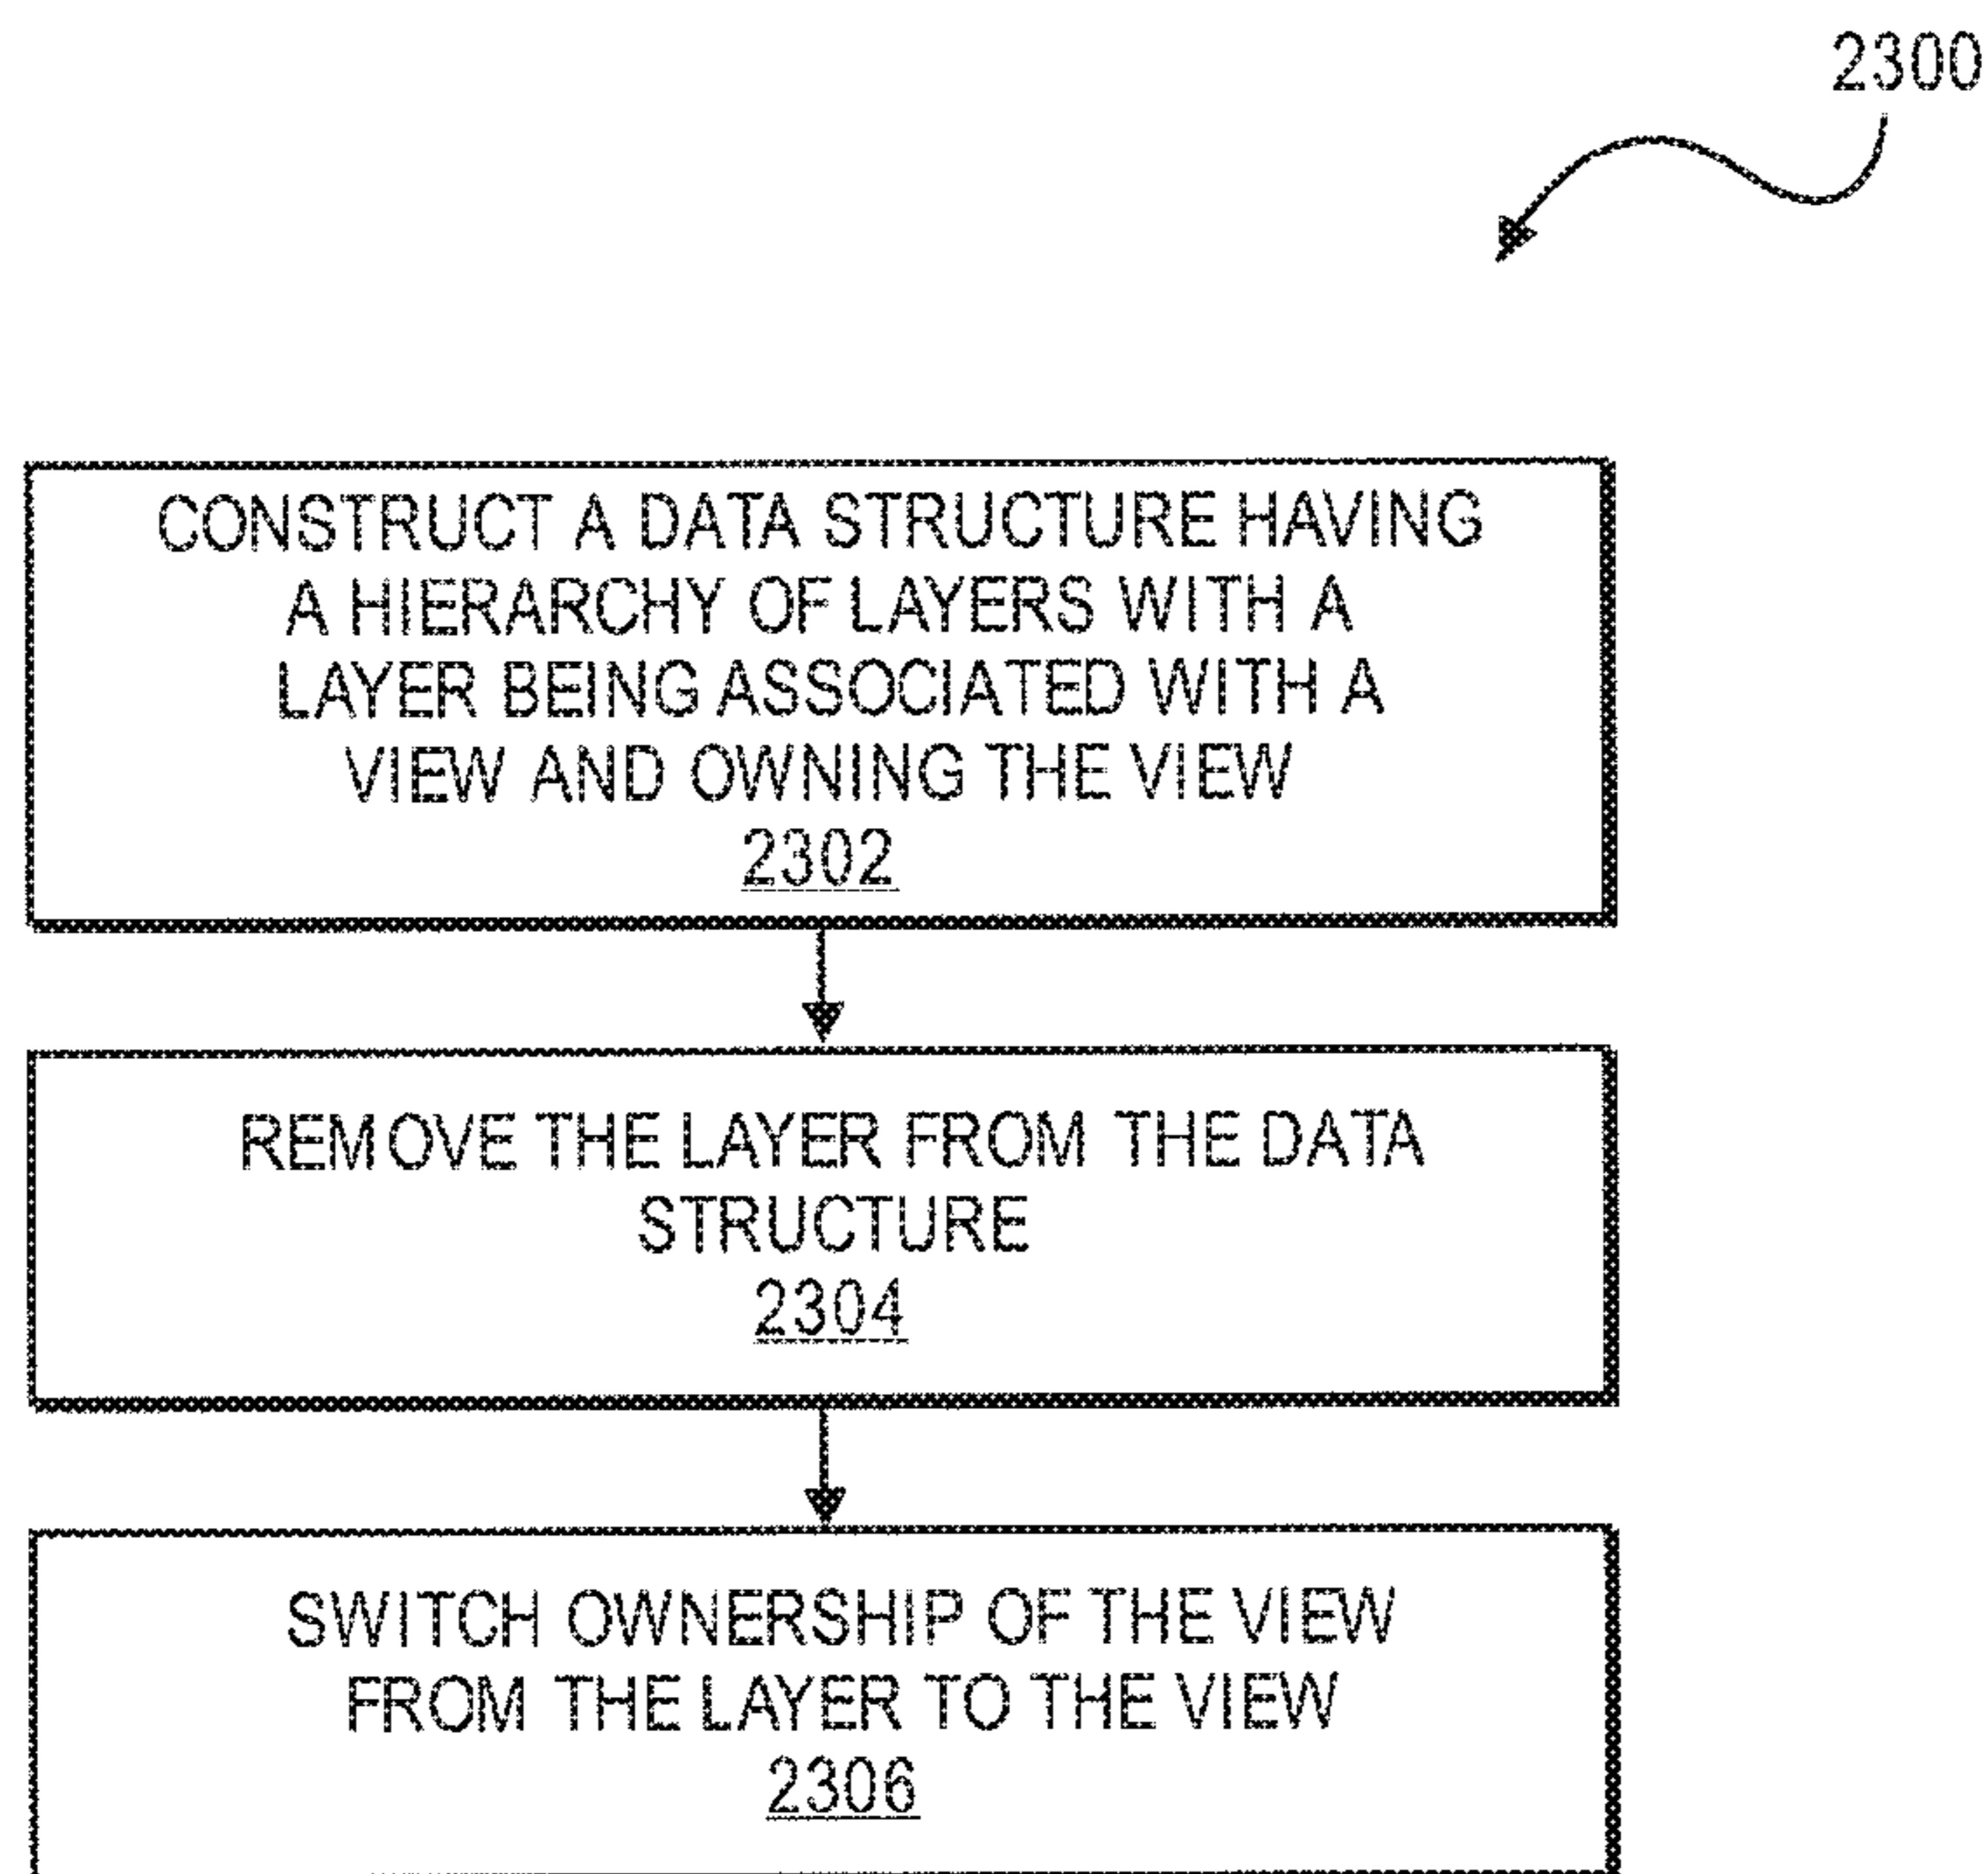 2300
CONSTRUCT A DATA STRUCTURE HAVING
A HIERARCHY OF LAYERS WITH A
LAYER BEING ASSOCIATED WITH A
VIEW AND OWNING THE VIEW
2302
REMOVE THE LAYER FROM THE DATA
STRUCTURE
2304
SWITCH OWNERSHIP OF THE VIEW
FROM THE LAYER TO THE VIEW
2306